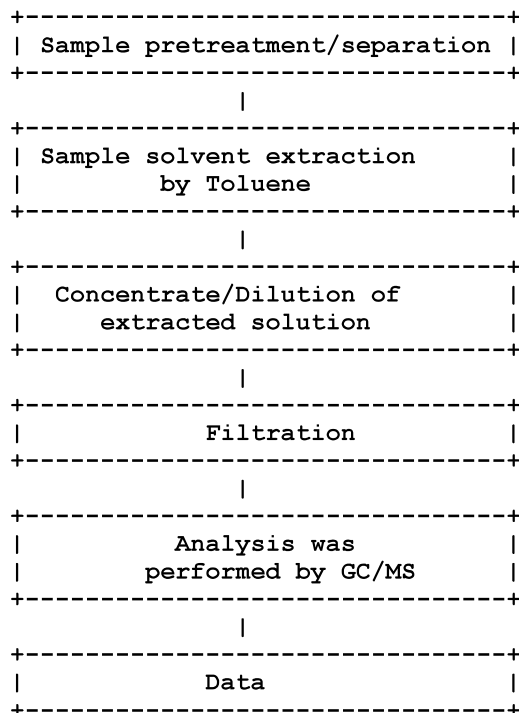 Sample pretreatment/separation
Sample solvent extraction
by Toluene
Concentrate/Dilution of
extracted solution
Filtration
Analysis was
performed by GC/MS
Data